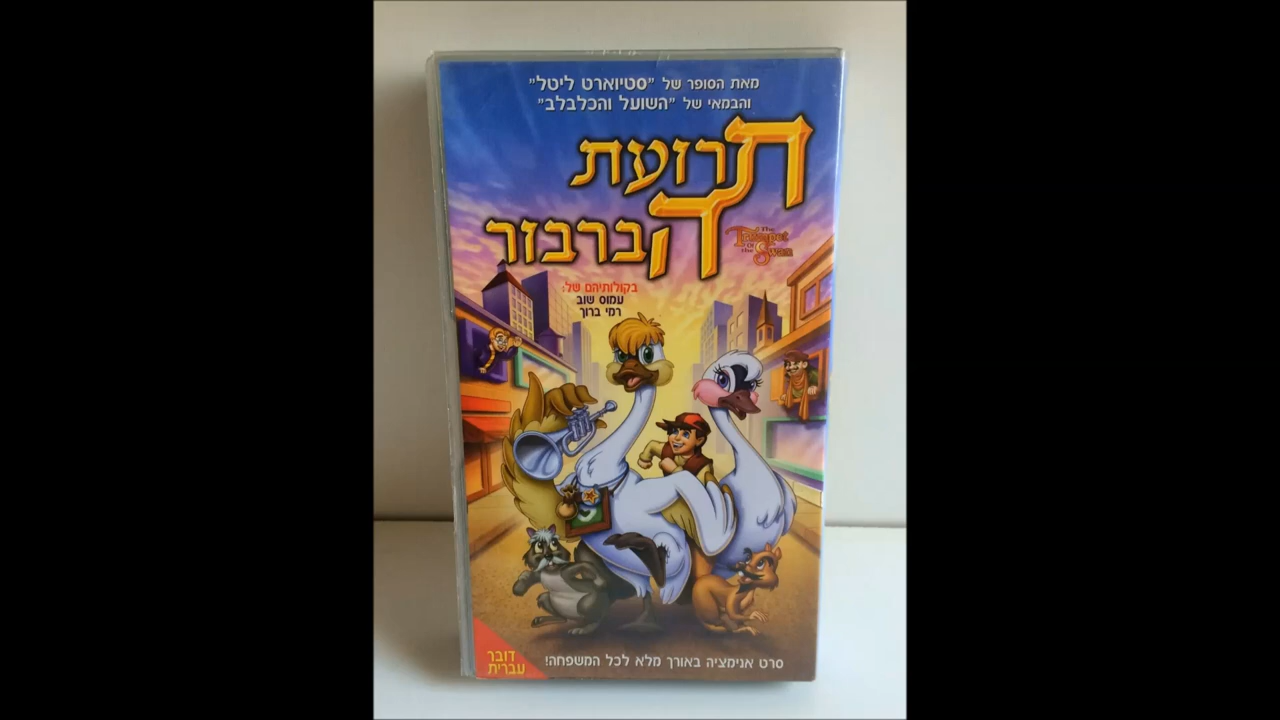 מאת הסופר של "סטיוארט ליטל"
והבמאי של "השועל והכלבלב"
תרועת
הברבור
The
Trumpet
Of
the Swan
בקולותיהם של:
עמוס שוב
רמי ברוך
דובר
עברית
סרט אנימציה באורך מלא לכל המשפחה!